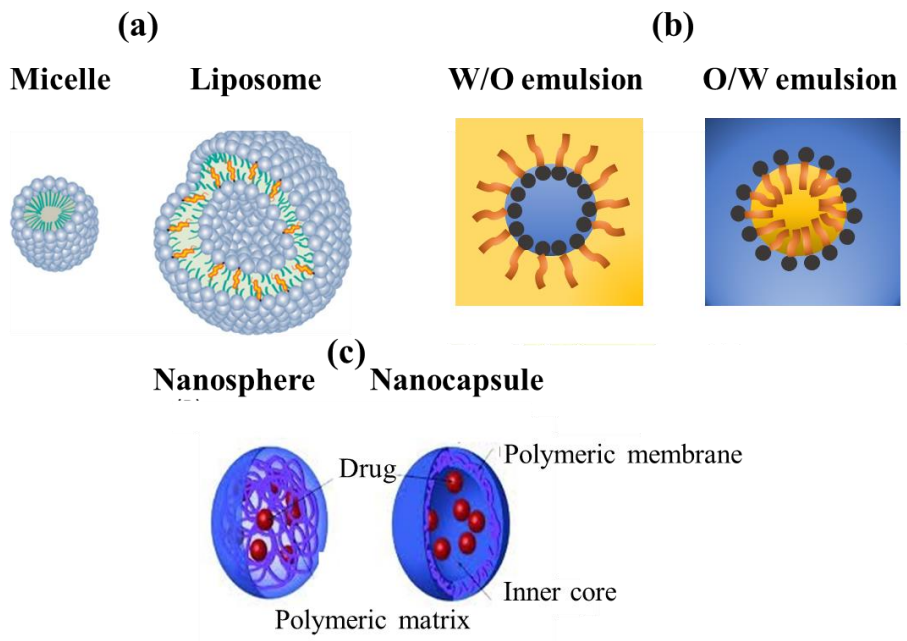 (a)
(b)
Micelle
Liposome
W/O emulsion
O/W emulsion
(c)
Nanosphere
Nanocapsule
Drug
Polymeric membrane
Inner core
Polymeric matrix